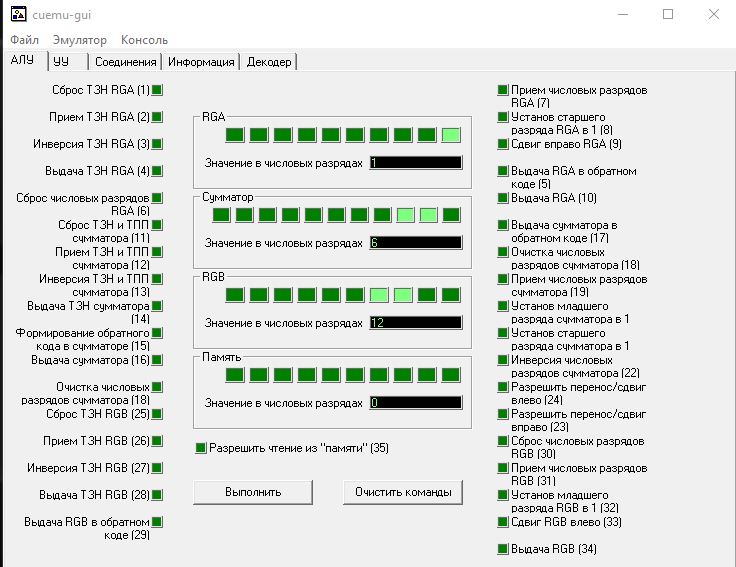 cuemu-gui
Файл Эмулятор Консоль
АЛУ УУ Соединения Информация Декодер
Сброс ТЗН RGA (1)
Прием ТЗН RGA (2)
Инверсия ТЗН RGA (3)
Выдача ТЗН RGA (4)
Сброс числовых разрядов
RGA (6)
Сброс ТЗН и ТПП
сумматора (11)
Прием ТЗН и ТПП
сумматора (12)
Инверсия ТЗН и ТПП
сумматора (13)
Выдача ТЗН сумматора
(14)
Формирование обратного
кода в сумматоре (15)
Выдача сумматора (16)
Очистка числовых
разрядов сумматора (18)
Сброс ТЗН RGB (25)
Прием ТЗН RGB (26)
Инверсия ТЗН RGB (27)
Выдача ТЗН RGB (28)
Выдача RGB в обратном
коде (29)
RGA
Значение в числовых разрядах 1
Сумматор
Значение в числовых разрядах 6
RGB
Значение в числовых разрядах 12
Память
Значение в числовых разрядах 0
Разрешить чтение из "памяти" (35)
Выполнить Очистить команды
Прием числовых разрядов
RGA (7)
Установ старшего
разряда RGA в 1 (8)
Сдвиг вправо RGA (9)
Выдача RGA в обратном
коде (5)
Выдача RGA (10)
Выдача сумматора в
обратном коде (17)
Очистка числовых
разрядов сумматора (18)
Прием числовых разрядов
сумматора (19)
Установ младшего
разряда сумматора в 1
Установ старшего
разряда сумматора в 1
Инверсия числовых
разрядов сумматора (22)
Разрешить перенос/сдвиг
влево (24)
Разрешить перенос/сдвиг
вправо (23)
Сброс числовых разрядов
RGB (30)
Прием числовых разрядов
RGB (31)
Установ младшего
разряда RGB в 1 (32)
Сдвиг RGB влево (33)
Выдача RGB (34)